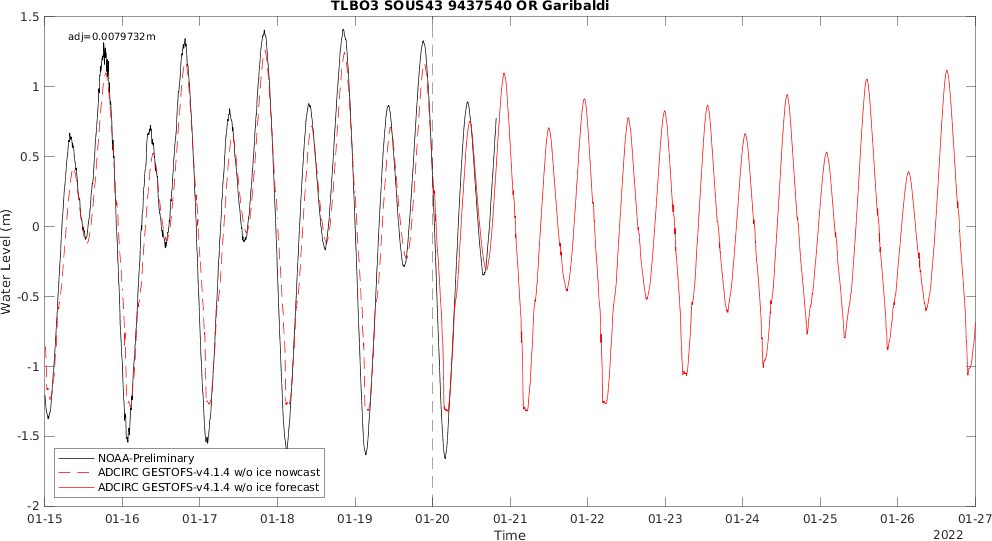 TLBO3 SOUS43 9437540 OR Garibaldi
adj=0.0079732m
1.5
1
0.5
0
-0.5
-1
-1.5
-2
Water Level (m)
NOAA-Preliminary
ADCIRC GESTOFS-v4.1.4 w/o ice nowcast
ADCIRC GESTOFS-v4.1.4 w/o ice forecast
01-15 01-16 01-17 01-18 01-19 01-20 01-21 01-22 01-23 01-24 01-25 01-26 01-27
Time
2022